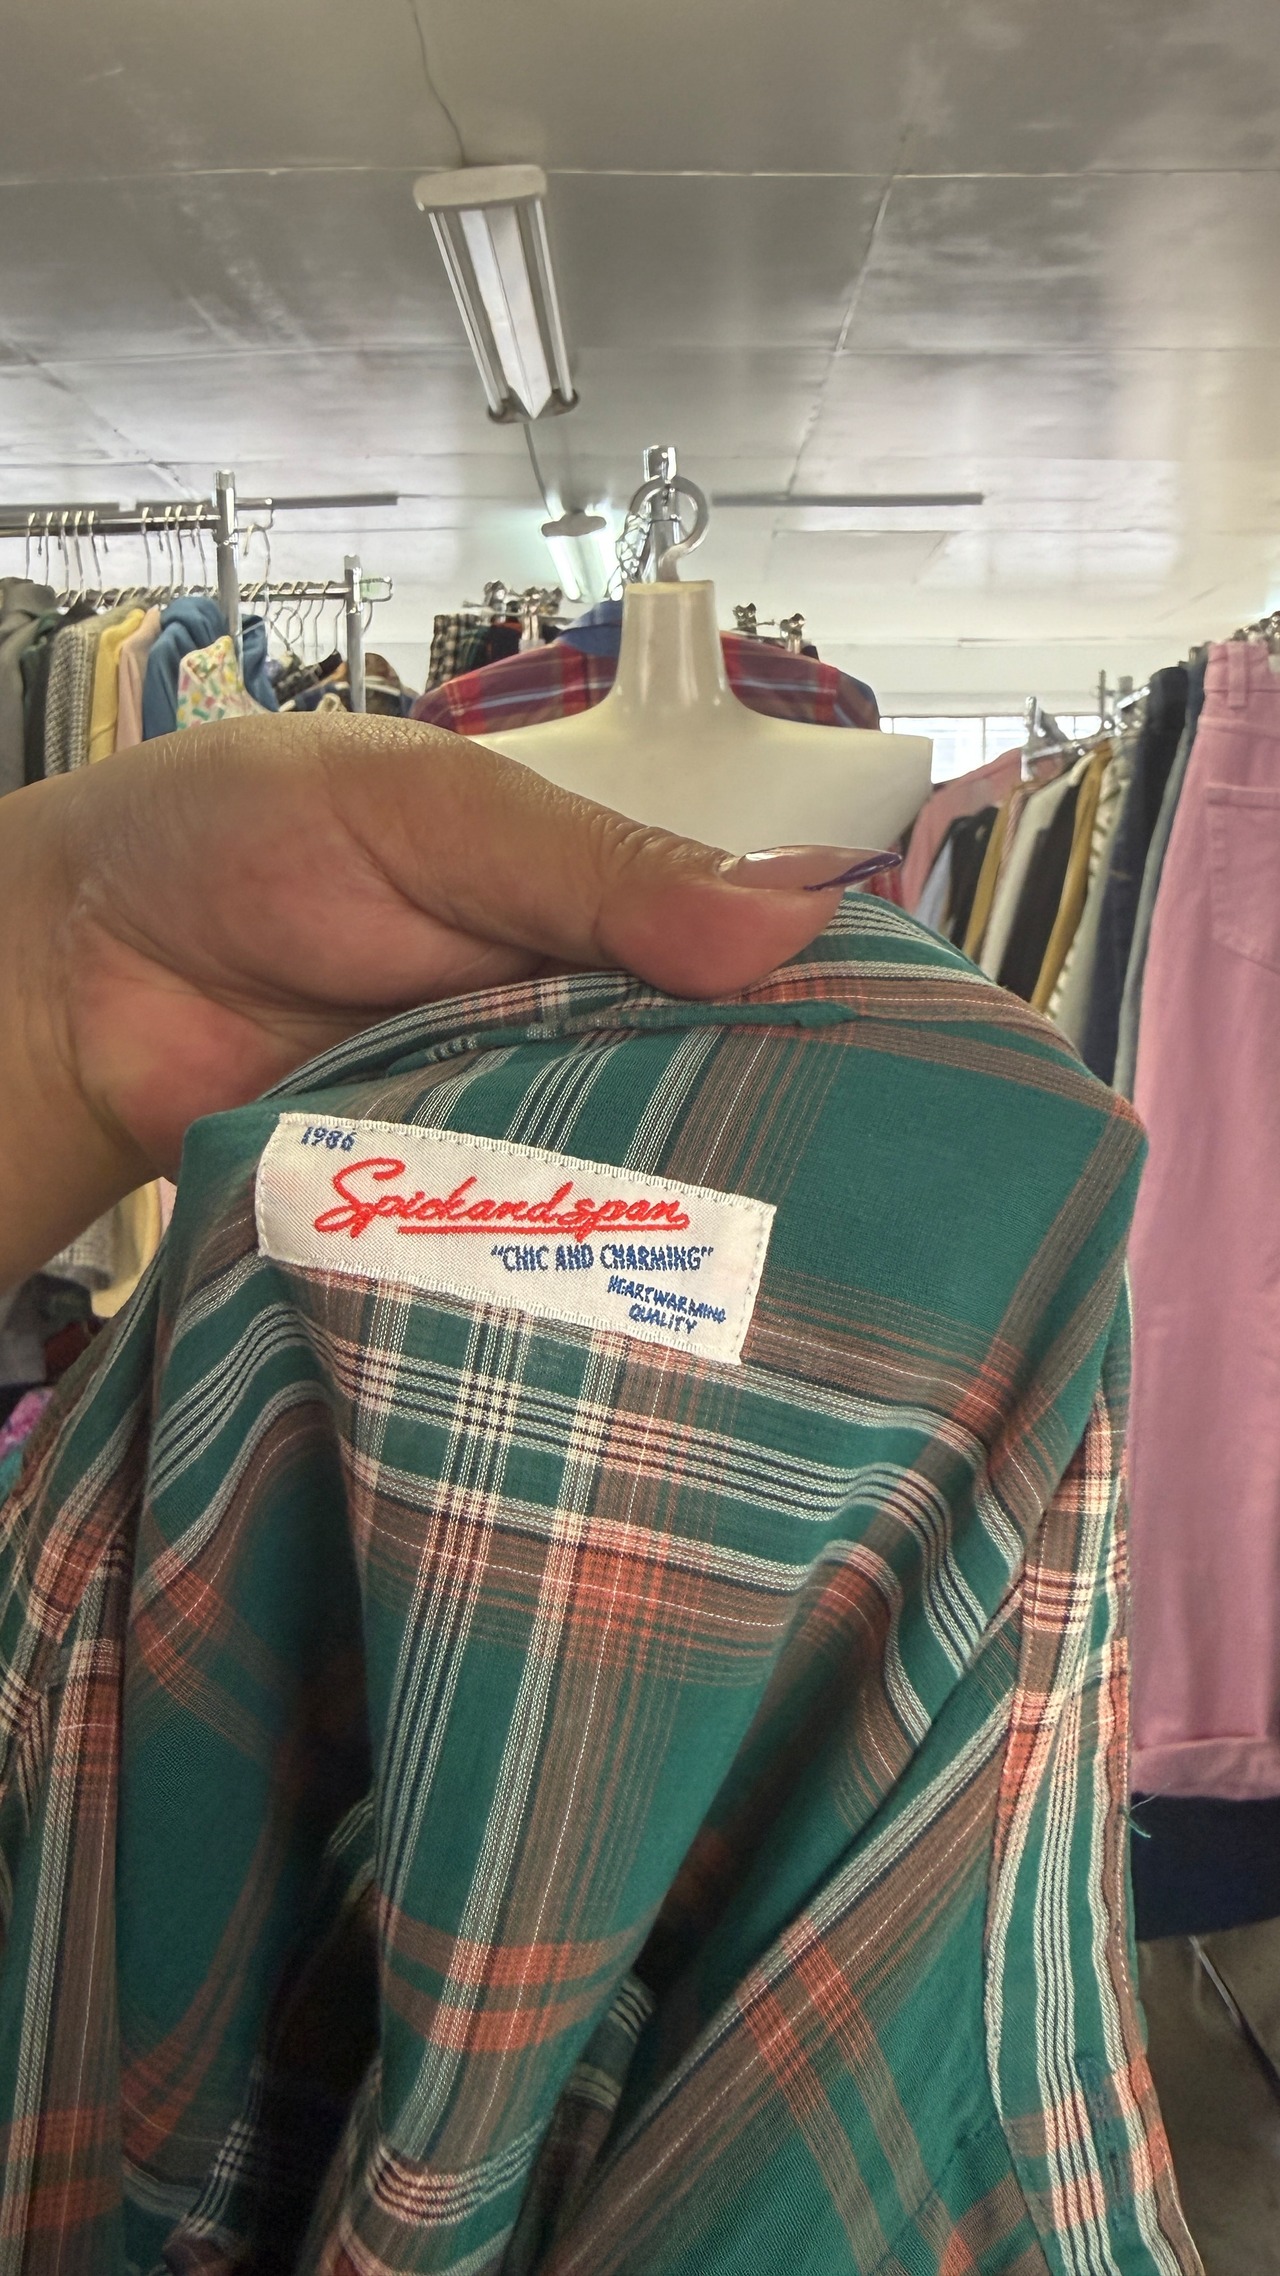 1986
Spickandspan
"CHIC AND CHARMING"
HEARTWARMING
QUALITY